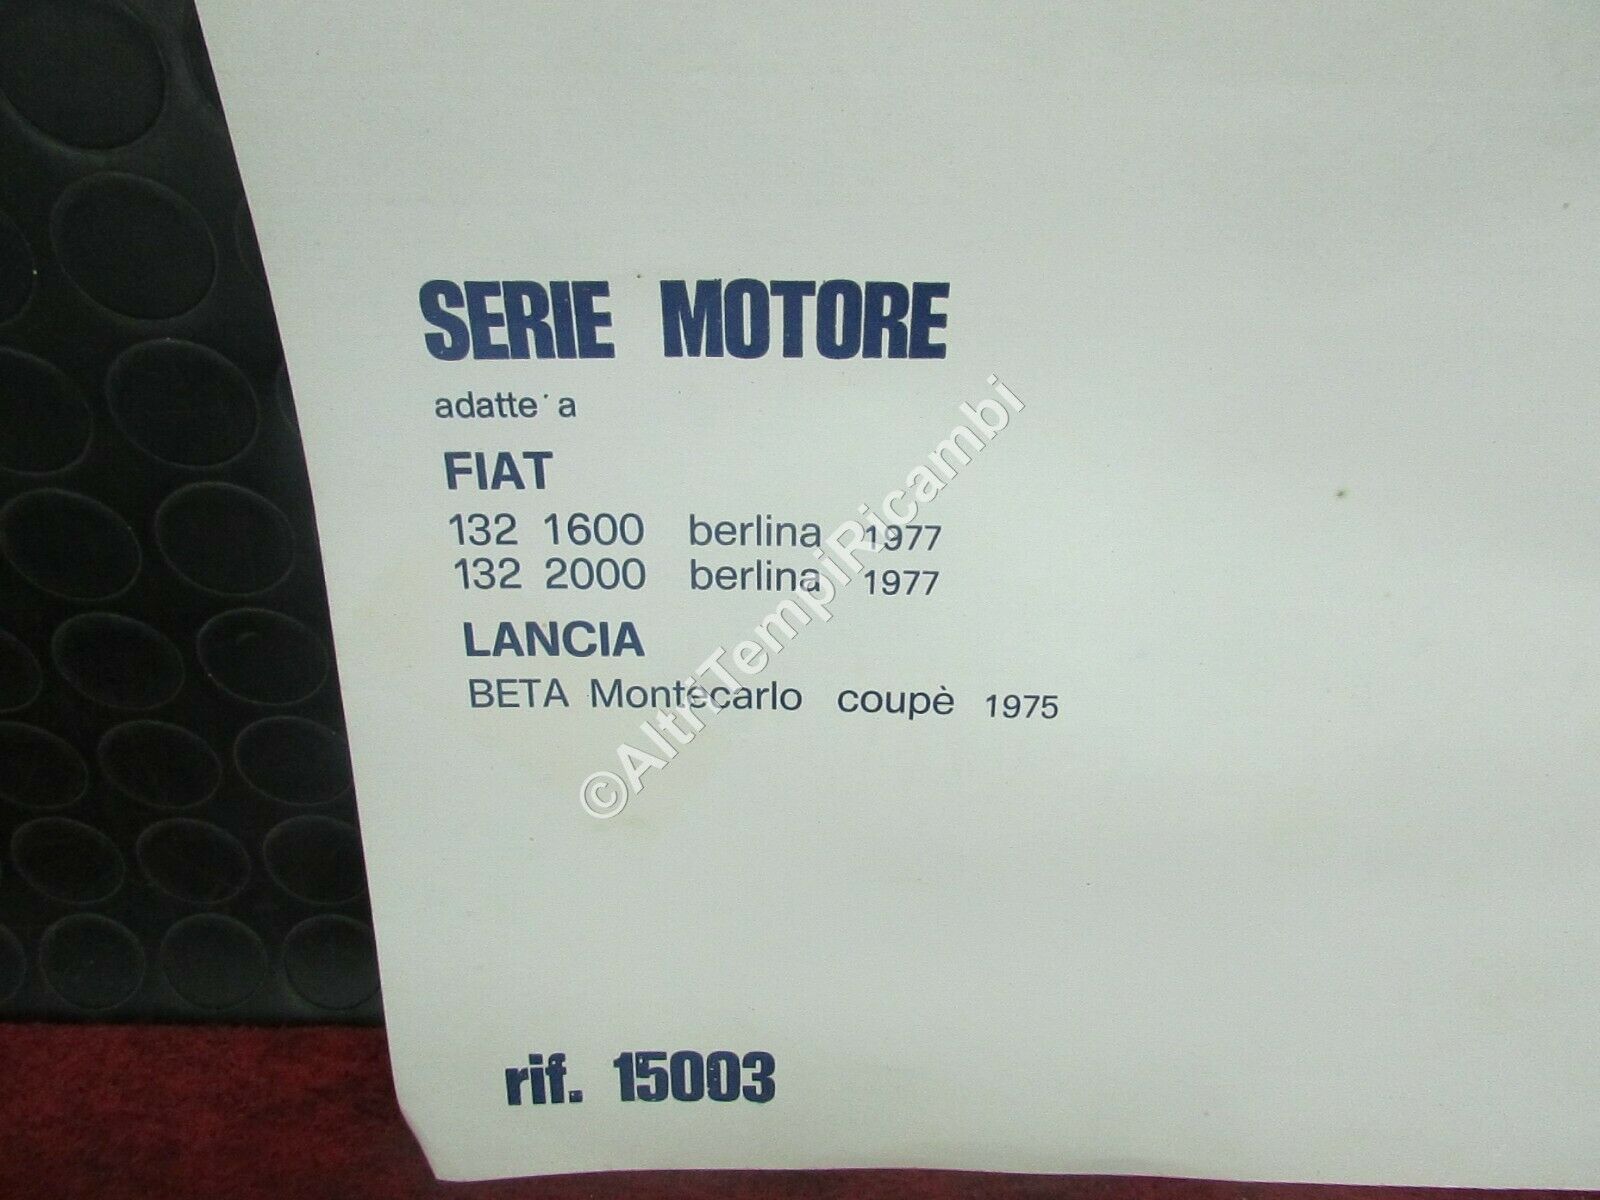 SERIE MOTORE
adatte a
FIAT
132 1600 berlina 1977
132 2000 berlina 1977
LANCIA
BETA Montecarlo coupè 1975
©AltriTempiRicambi
rif. 15003